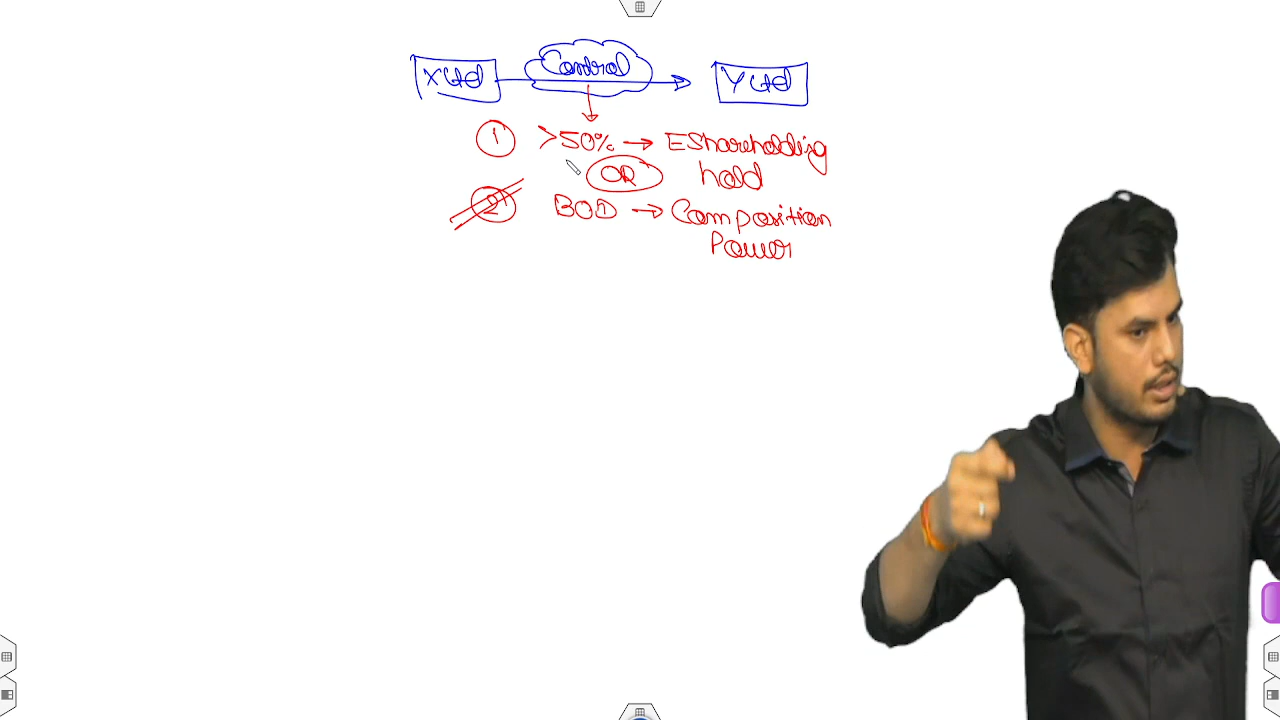 X Ltd Control Y Ltd
1 >50% → EShareholding
OR hold
2 BOD → Composition
Power